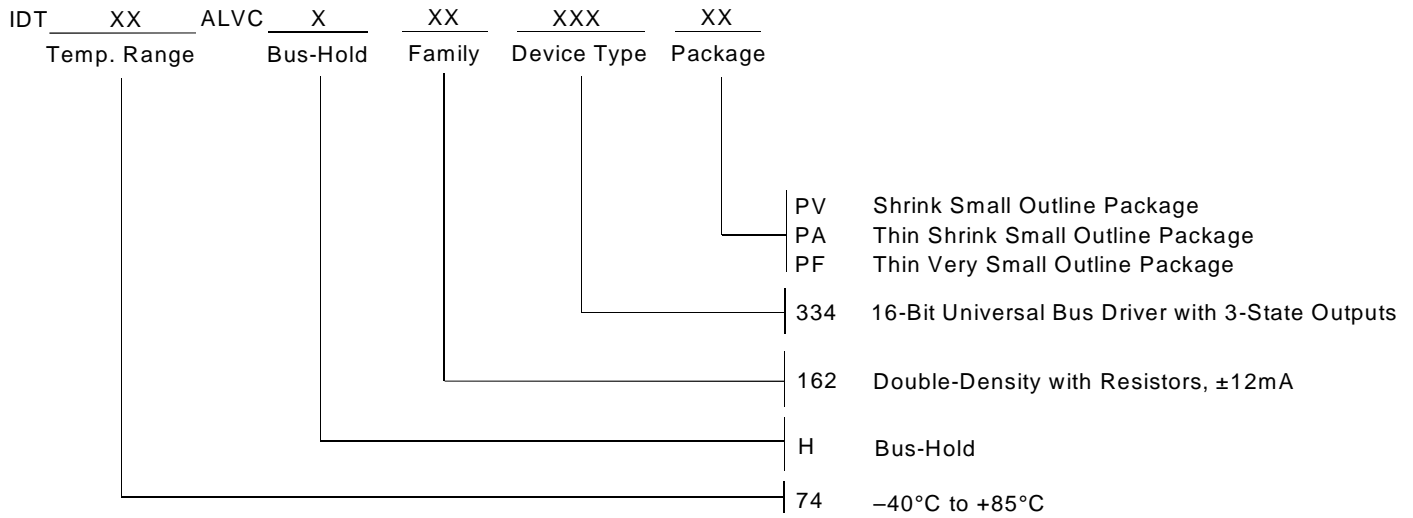 IDT XX ALVC X XX XXX XX
Temp. Range Bus-Hold Family Device Type Package
PV Shrink Small Outline Package
PA Thin Shrink Small Outline Package
PF Thin Very Small Outline Package
334 16-Bit Universal Bus Driver with 3-State Outputs
162 Double-Density with Resistors, ±12mA
H Bus-Hold
74 –40°C to +85°C